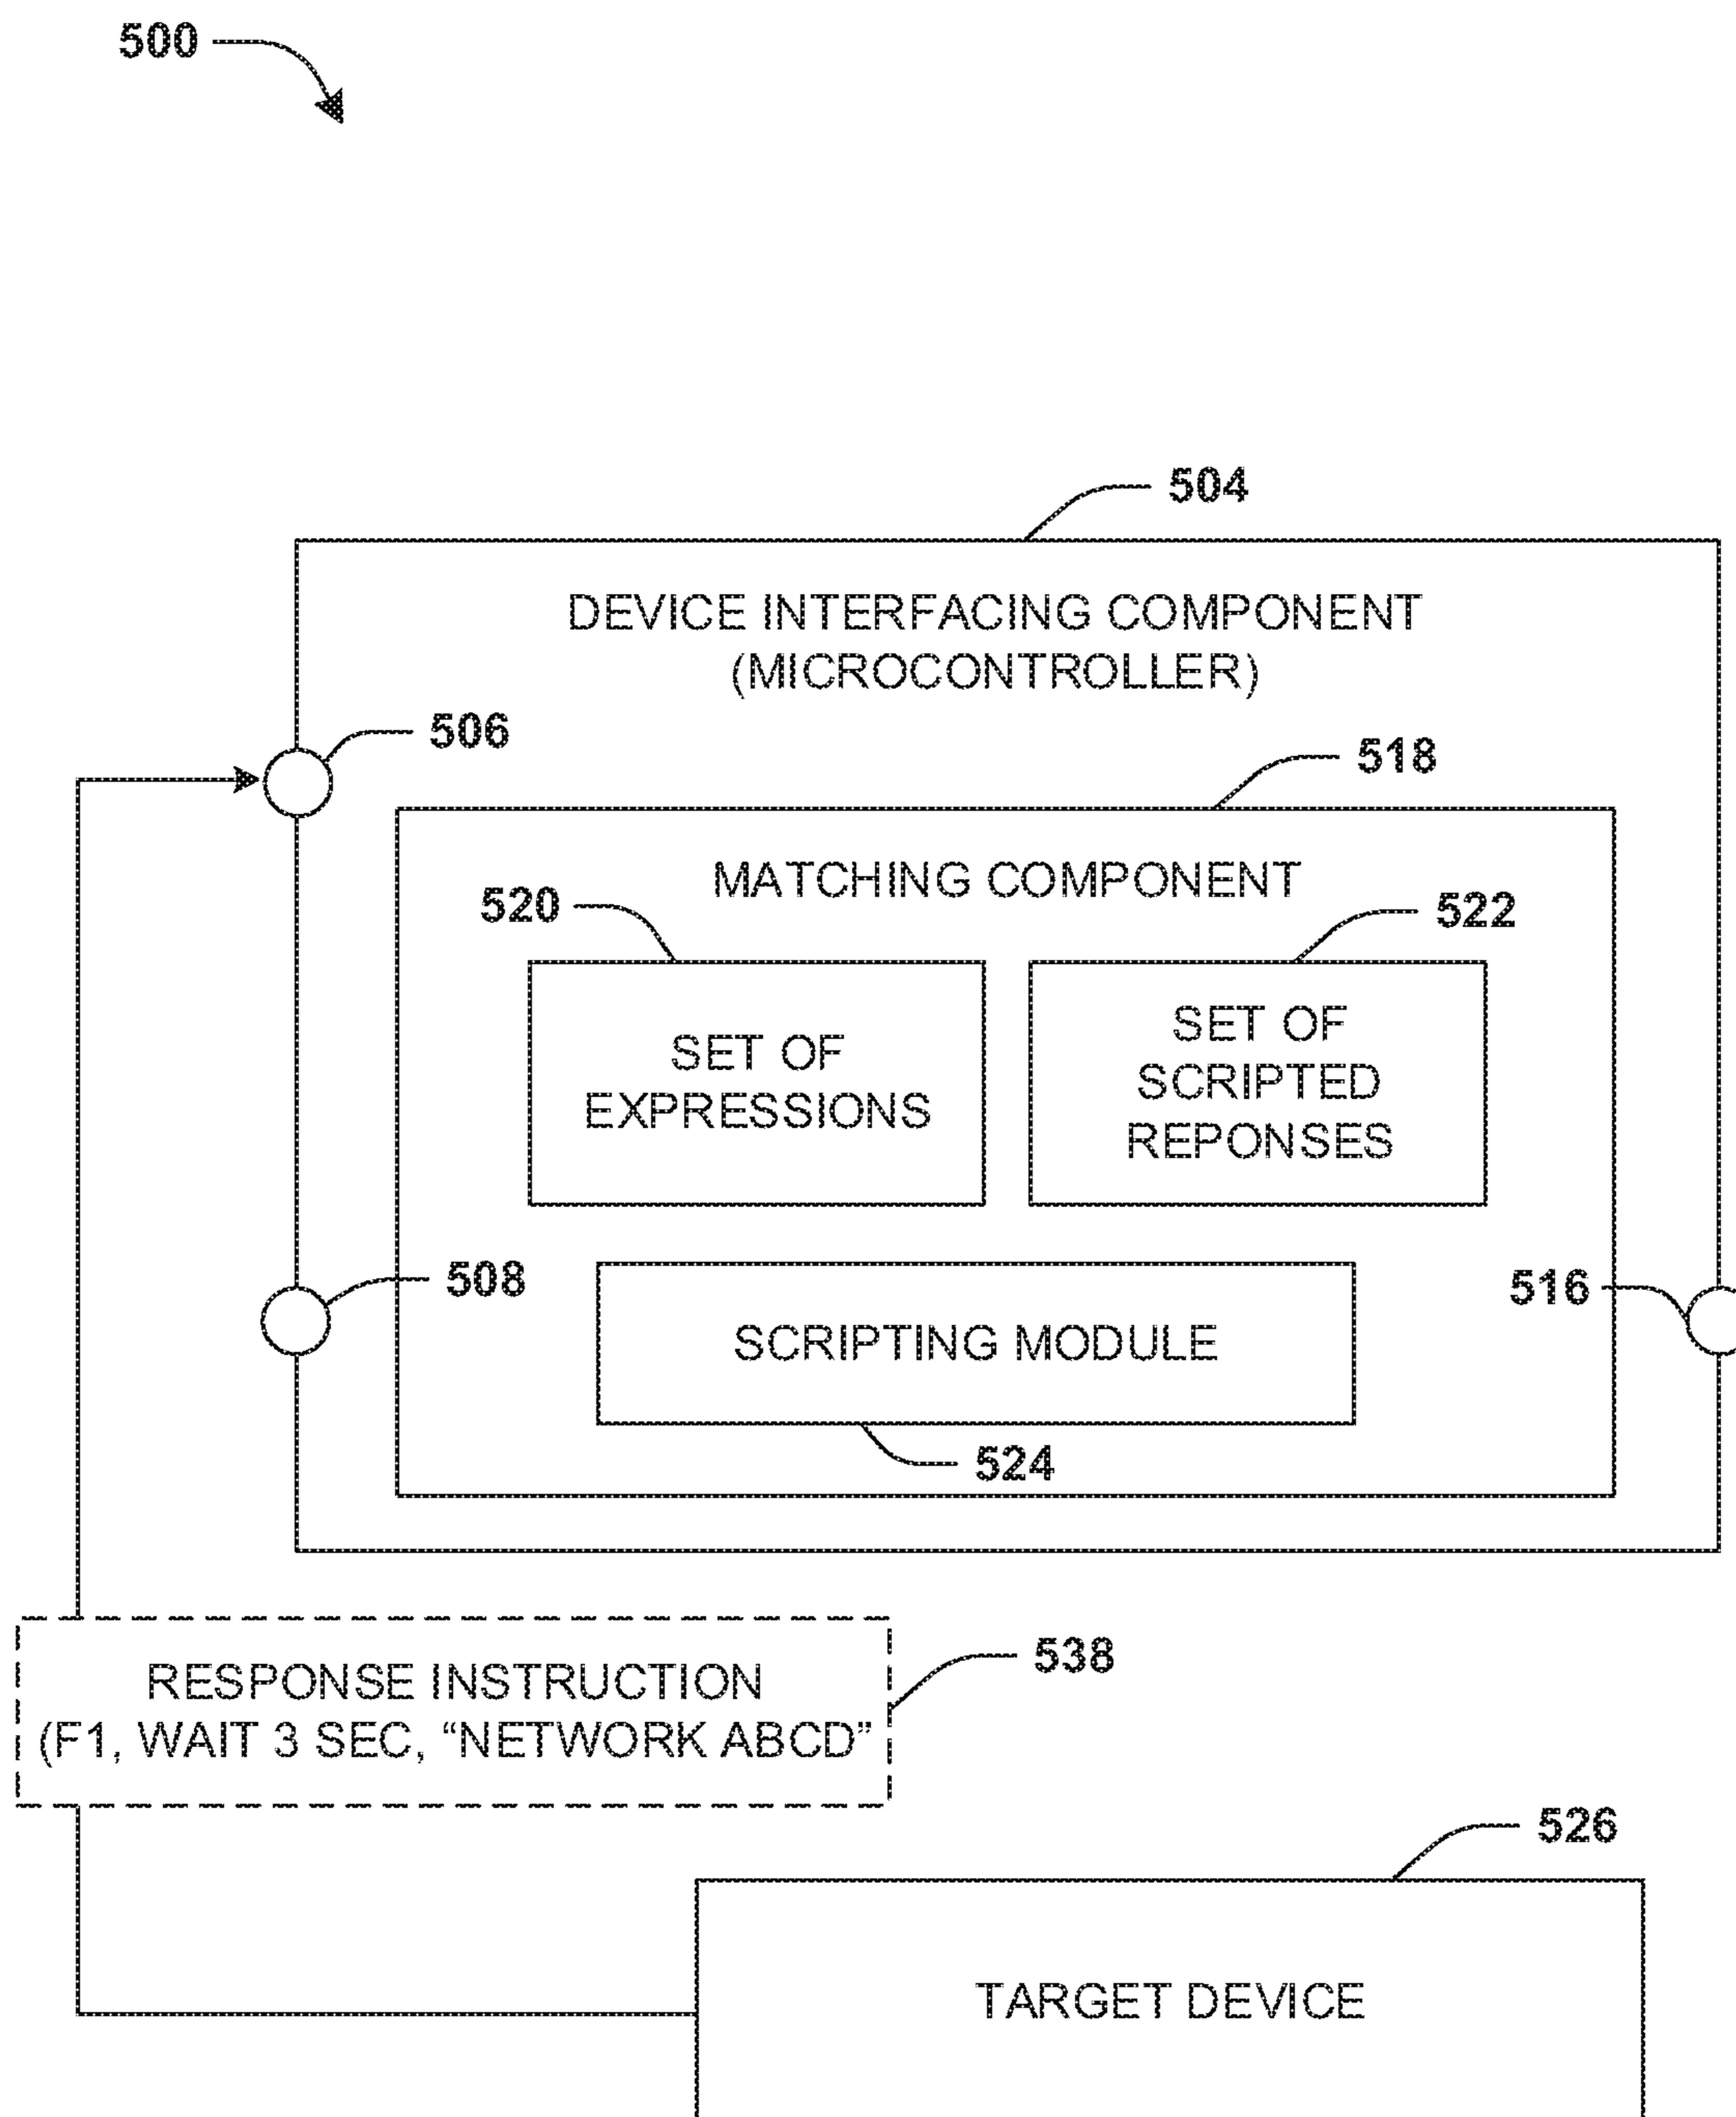 500
504
DEVICE INTERFACING COMPONENT
(MICROCONTROLLER)
506
518
MATCHING COMPONENT
520
522
SET OF
EXPRESSIONS
SET OF
SCRIPTED
REPONSES
508
516
SCRIPTING MODULE
524
538
RESPONSE INSTRUCTION
(F1, WAIT 3 SEC, “NETWORK ABCD”
526
TARGET DEVICE